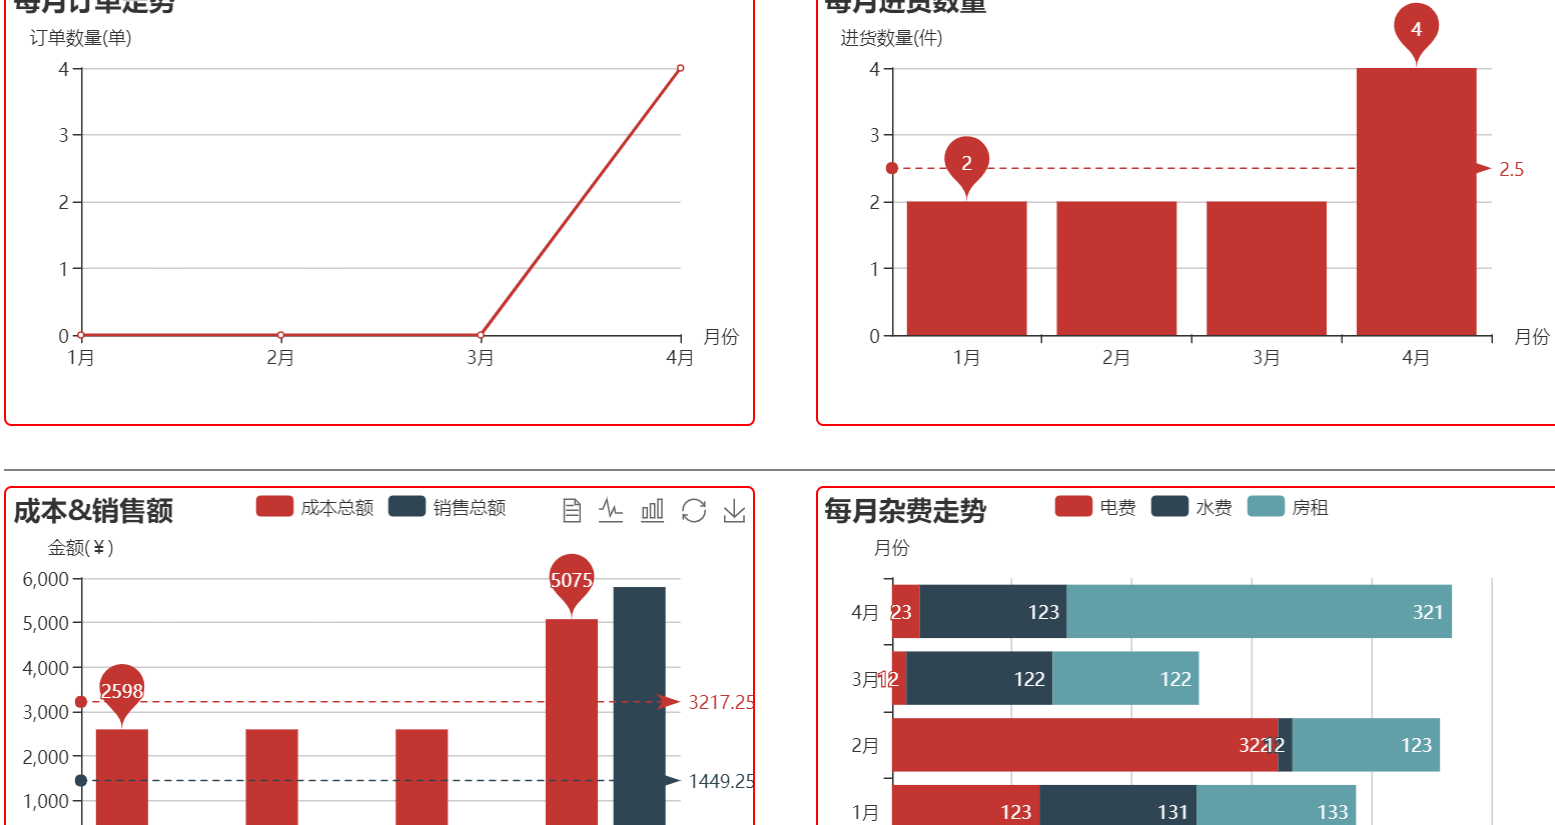 每月订单走势
订单数量(单)
4
3
2
1
0
1月 2月 3月 4月
月份
每月进货数量
进货数量(件)
4
3
2
1
0
4
2
2.5
1月 2月 3月 4月
月份
成本&销售额
成本总额 销售总额
金额(¥)
6,000
5,000
4,000
3,000
2,000
1,000
5075
2598
3217.25
1449.25
每月杂费走势
电费 水费 房租
月份
4月 23 123 321
3月 12 122 122
2月 322 12 123
1月 123 131 133